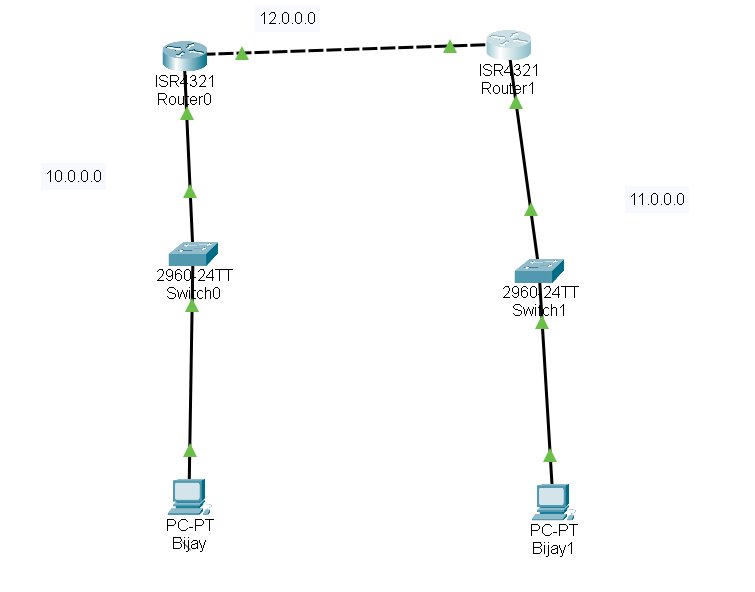 12.0.0.0
ISR4321
Router0
ISR4321
Router1
10.0.0.0
11.0.0.0
2960-24TT
Switch0
2960-24TT
Switch1
PC-PT
Bijay
PC-PT
Bijay1